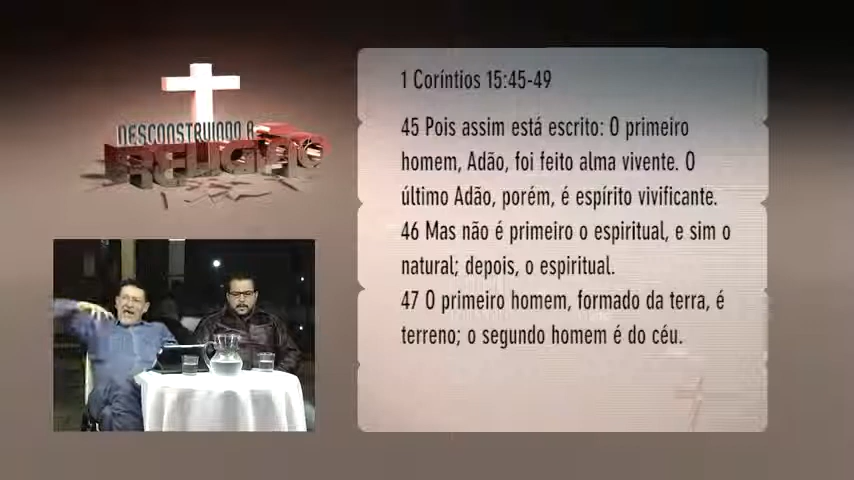 DESCONSTRUINDO A
RELIGIÃO
1 Coríntios 15:45-49
45 Pois assim está escrito: O primeiro
homem, Adão, foi feito alma vivente. O
último Adão, porém, é espírito vivificante.
46 Mas não é primeiro o espiritual, e sim o
natural; depois, o espiritual.
47 O primeiro homem, formado da terra, é
terreno; o segundo homem é do céu.